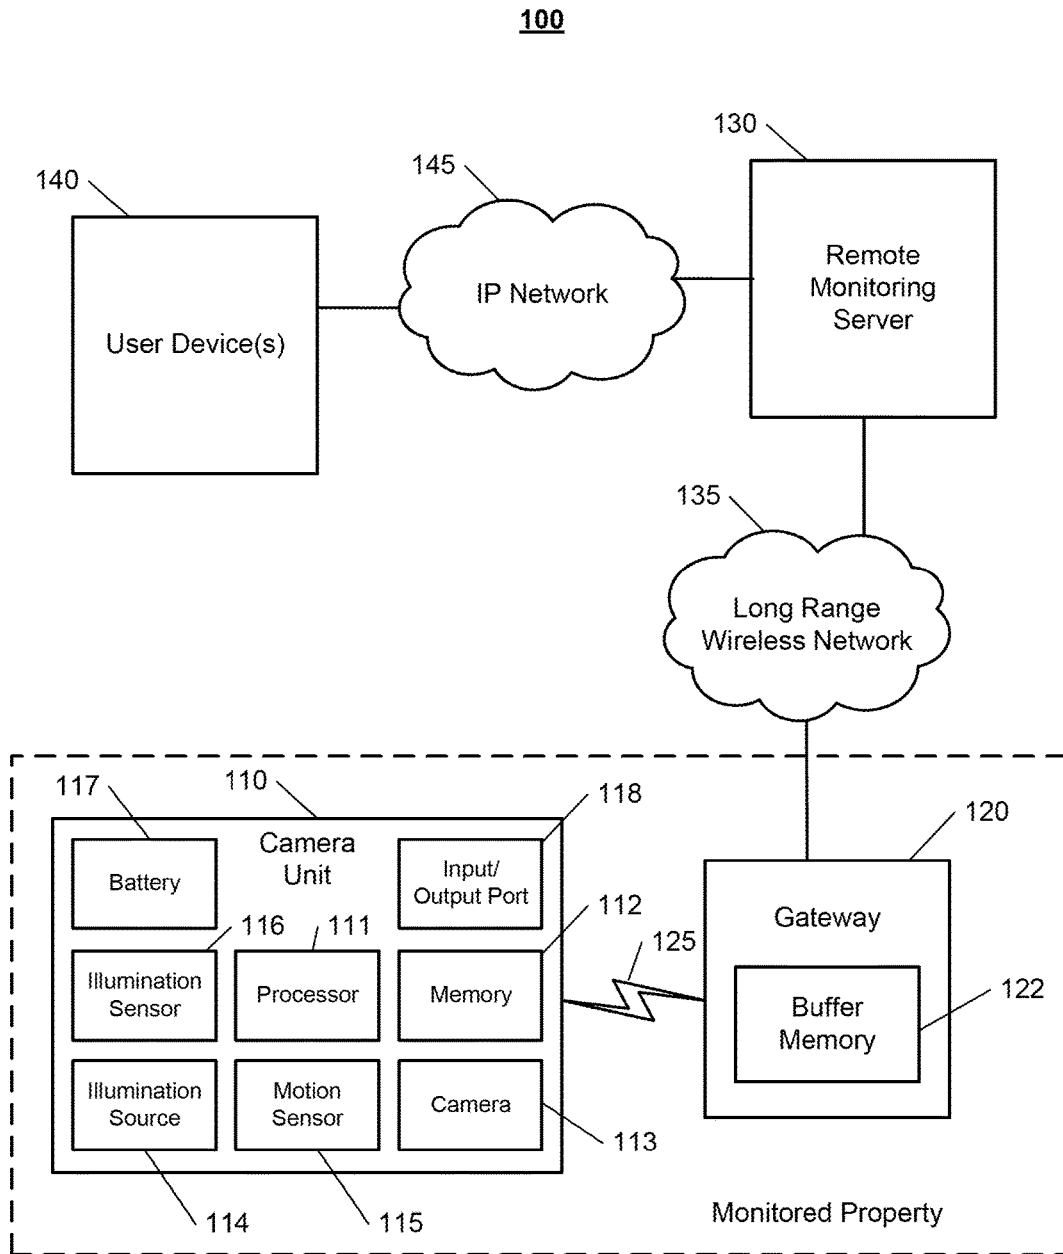 100
130
145
140
IP Network
Remote
Monitoring
Server
User Device(s)
135
Long Range
Wireless Network
117
110
118
120
Battery
Camera
Unit
Input/
Output Port
116
111
112
125
Gateway
Illumination
Sensor
Processor
Memory
Buffer
Memory
122
Illumination
Source
Motion
Sensor
Camera
113
114
115
Monitored Property